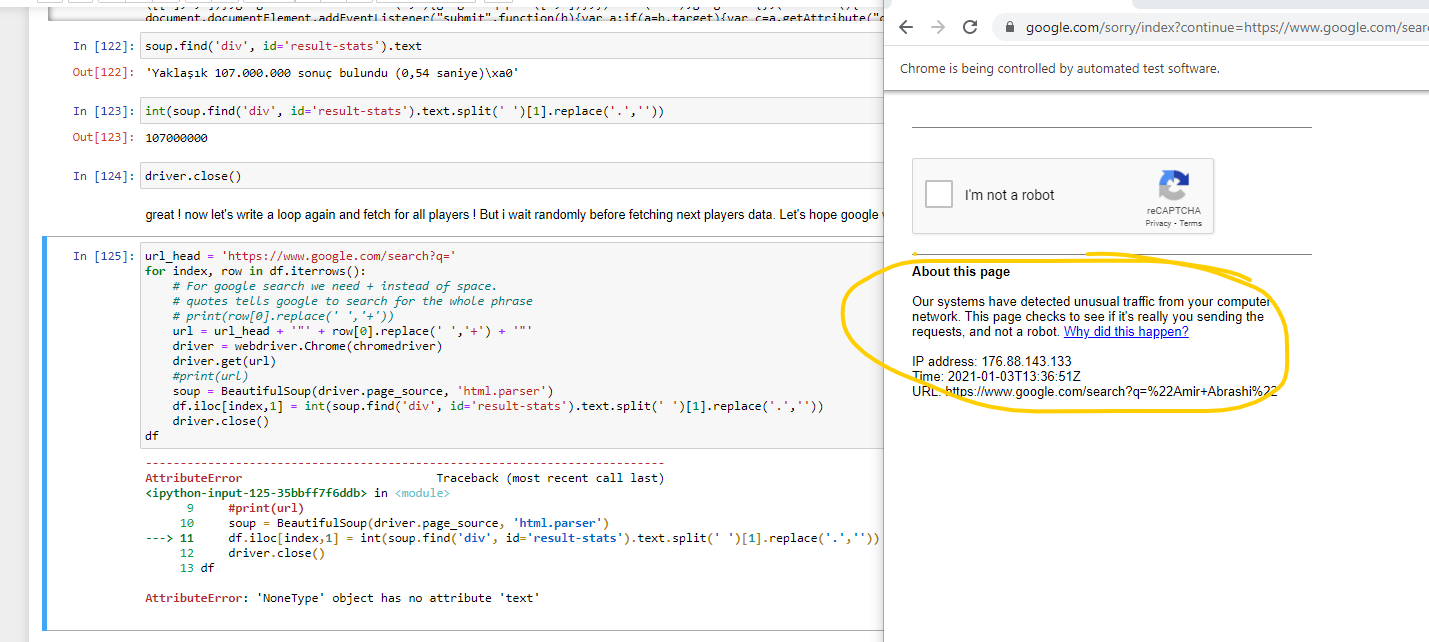 document.documentElement.addEventListener("submit",function(b){var a;if(a=b.target){var c=a.getAttribute("
In [122]: soup.find('div', id='result-stats').text
Out[122]: 'Yaklaşık 107.000.000 sonuç bulundu (0,54 saniye)\xa0'
In [123]: int(soup.find('div', id='result-stats').text.split(' ')[1].replace('.',''))
Out[123]: 107000000
In [124]: driver.close()
great ! now let's write a loop again and fetch for all players ! But i wait randomly before fetching next players data. Let's hope google
In [125]: url_head = 'https://www.google.com/search?q='
for index, row in df.iterrows():
# For google search we need + instead of space.
# quotes tells google to search for the whole phrase
# print(row[0].replace(' ','+'))
url = url_head + '"' + row[0].replace(' ','+') + '"'
driver = webdriver.Chrome(chromedriver)
driver.get(url)
#print(url)
soup = BeautifulSoup(driver.page_source, 'html.parser')
df.iloc[index,1] = int(soup.find('div', id='result-stats').text.split(' ')[1].replace('.',''))
driver.close()
df
---------------------------------------------------------------------------
AttributeError Traceback (most recent call last)
<ipython-input-125-35bbff7f6ddb> in <module>
9 #print(url)
10 soup = BeautifulSoup(driver.page_source, 'html.parser')
---> 11 df.iloc[index,1] = int(soup.find('div', id='result-stats').text.split(' ')[1].replace('.',''))
12 driver.close()
13 df
AttributeError: 'NoneType' object has no attribute 'text'
google.com/sorry/index?continue=https://www.google.com/sear
Chrome is being controlled by automated test software.
I'm not a robot
reCAPTCHA
Privacy - Terms
About this page
Our systems have detected unusual traffic from your computer
network. This page checks to see if it's really you sending the
requests, and not a robot. Why did this happen?
IP address: 176.88.143.133
Time: 2021-01-03T13:36:51Z
URL: https://www.google.com/search?q=%22Amir+Abrashi%22